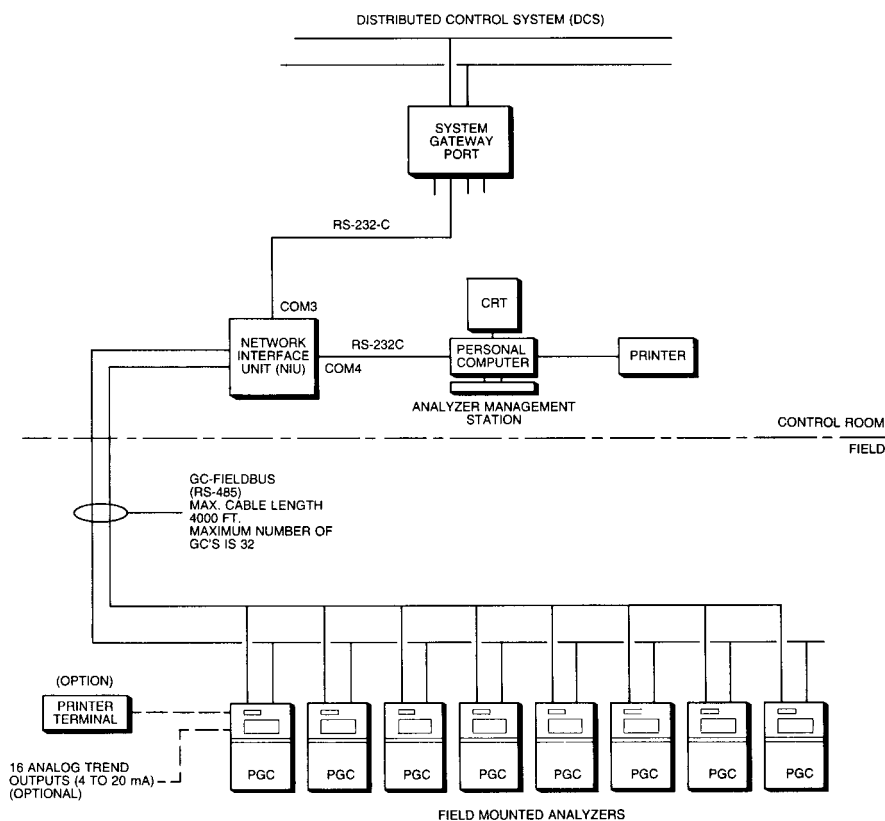 DISTRIBUTED CONTROL SYSTEM (DCS)
SYSTEM
GATEWAY
PORT
RS-232-C
COM3
CRT
NETWORK
INTERFACE
UNIT (NIU)
RS-232C
COM4
PERSONAL
COMPUTER
PRINTER
ANALYZER MANAGEMENT
STATION
CONTROL ROOM
FIELD
GC-FIELDBUS
(RS-485)
MAX. CABLE LENGTH
4000 FT.
MAXIMUM NUMBER OF
GC'S IS 32
(OPTION)
PRINTER
TERMINAL
16 ANALOG TREND
OUTPUTS (4 TO 20 mA)
(OPTIONAL)
PGC
PGC
PGC
PGC
PGC
PGC
PGC
PGC
FIELD MOUNTED ANALYZERS